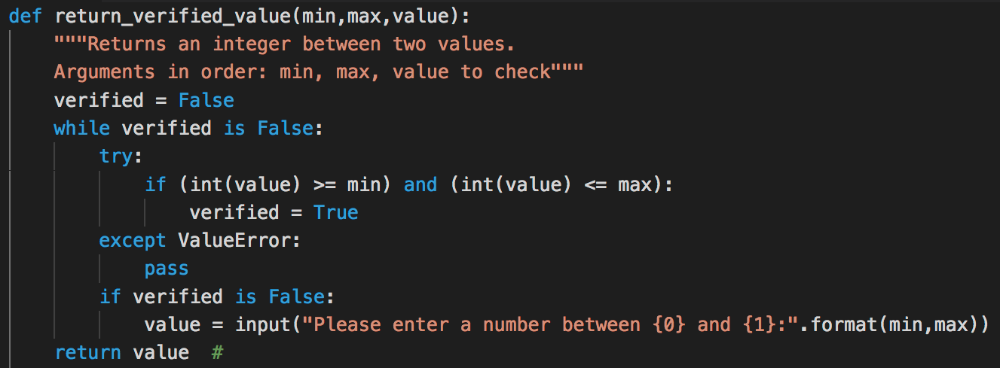 def return_verified_value(min,max,value):
    """Returns an integer between two values.
    Arguments in order: min, max, value to check"""
    verified = False
    while verified is False:
        try:
            if (int(value) >= min) and (int(value) <= max):
                verified = True
        except ValueError:
            pass
        if verified is False:
            value = input("Please enter a number between {0} and {1}:".format(min,max))
    return value  #